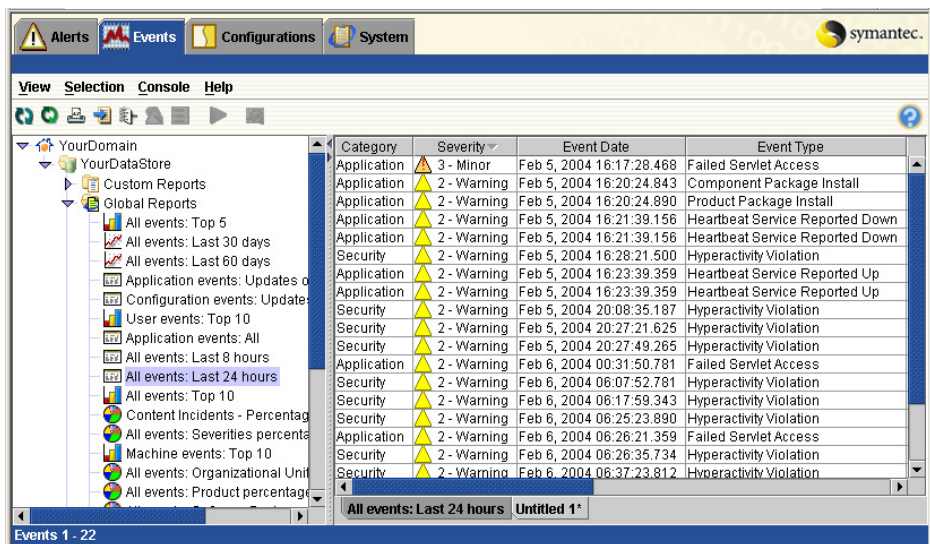 Alerts Events Configurations System symantec.
View Selection Console Help
YourDomain
YourDataStore
Custom Reports
Global Reports
All events: Top 5
All events: Last 30 days
All events: Last 60 days
Application events: Updates o
Configuration events: Update
User events: Top 10
Application events: All
All events: Last 8 hours
All events: Last 24 hours
All events: Top 10
Content Incidents - Percentag
All events: Severities percenta
Machine events: Top 10
All events: Organizational Unit
All events: Product percentage
Category Severity Event Date Event Type
Application 3 - Minor Feb 5, 2004 16:17:28.468 Failed Servlet Access
Application 2 - Warning Feb 5, 2004 16:20:24.843 Component Package Install
Application 2 - Warning Feb 5, 2004 16:20:24.890 Product Package Install
Application 2 - Warning Feb 5, 2004 16:21:39.156 Heartbeat Service Reported Down
Application 2 - Warning Feb 5, 2004 16:21:39.156 Heartbeat Service Reported Down
Security 2 - Warning Feb 5, 2004 16:28:21.500 Hyperactivity Violation
Application 2 - Warning Feb 5, 2004 16:23:39.359 Heartbeat Service Reported Up
Application 2 - Warning Feb 5, 2004 16:23:39.359 Heartbeat Service Reported Up
Security 2 - Warning Feb 5, 2004 20:08:35.187 Hyperactivity Violation
Security 2 - Warning Feb 5, 2004 20:27:21.625 Hyperactivity Violation
Security 2 - Warning Feb 5, 2004 20:27:49.265 Hyperactivity Violation
Application 2 - Warning Feb 6, 2004 00:31:50.781 Failed Servlet Access
Security 2 - Warning Feb 6, 2004 06:07:52.781 Hyperactivity Violation
Security 2 - Warning Feb 6, 2004 06:17:59.343 Hyperactivity Violation
Security 2 - Warning Feb 6, 2004 06:25:23.890 Hyperactivity Violation
Application 2 - Warning Feb 6, 2004 06:26:21.359 Failed Servlet Access
Security 2 - Warning Feb 6, 2004 06:26:35.734 Hyperactivity Violation
Security 2 - Warning Feb 6, 2004 06:37:23.812 Hyperactivity Violation
All events: Last 24 hours Untitled 1*
Events 1 - 22